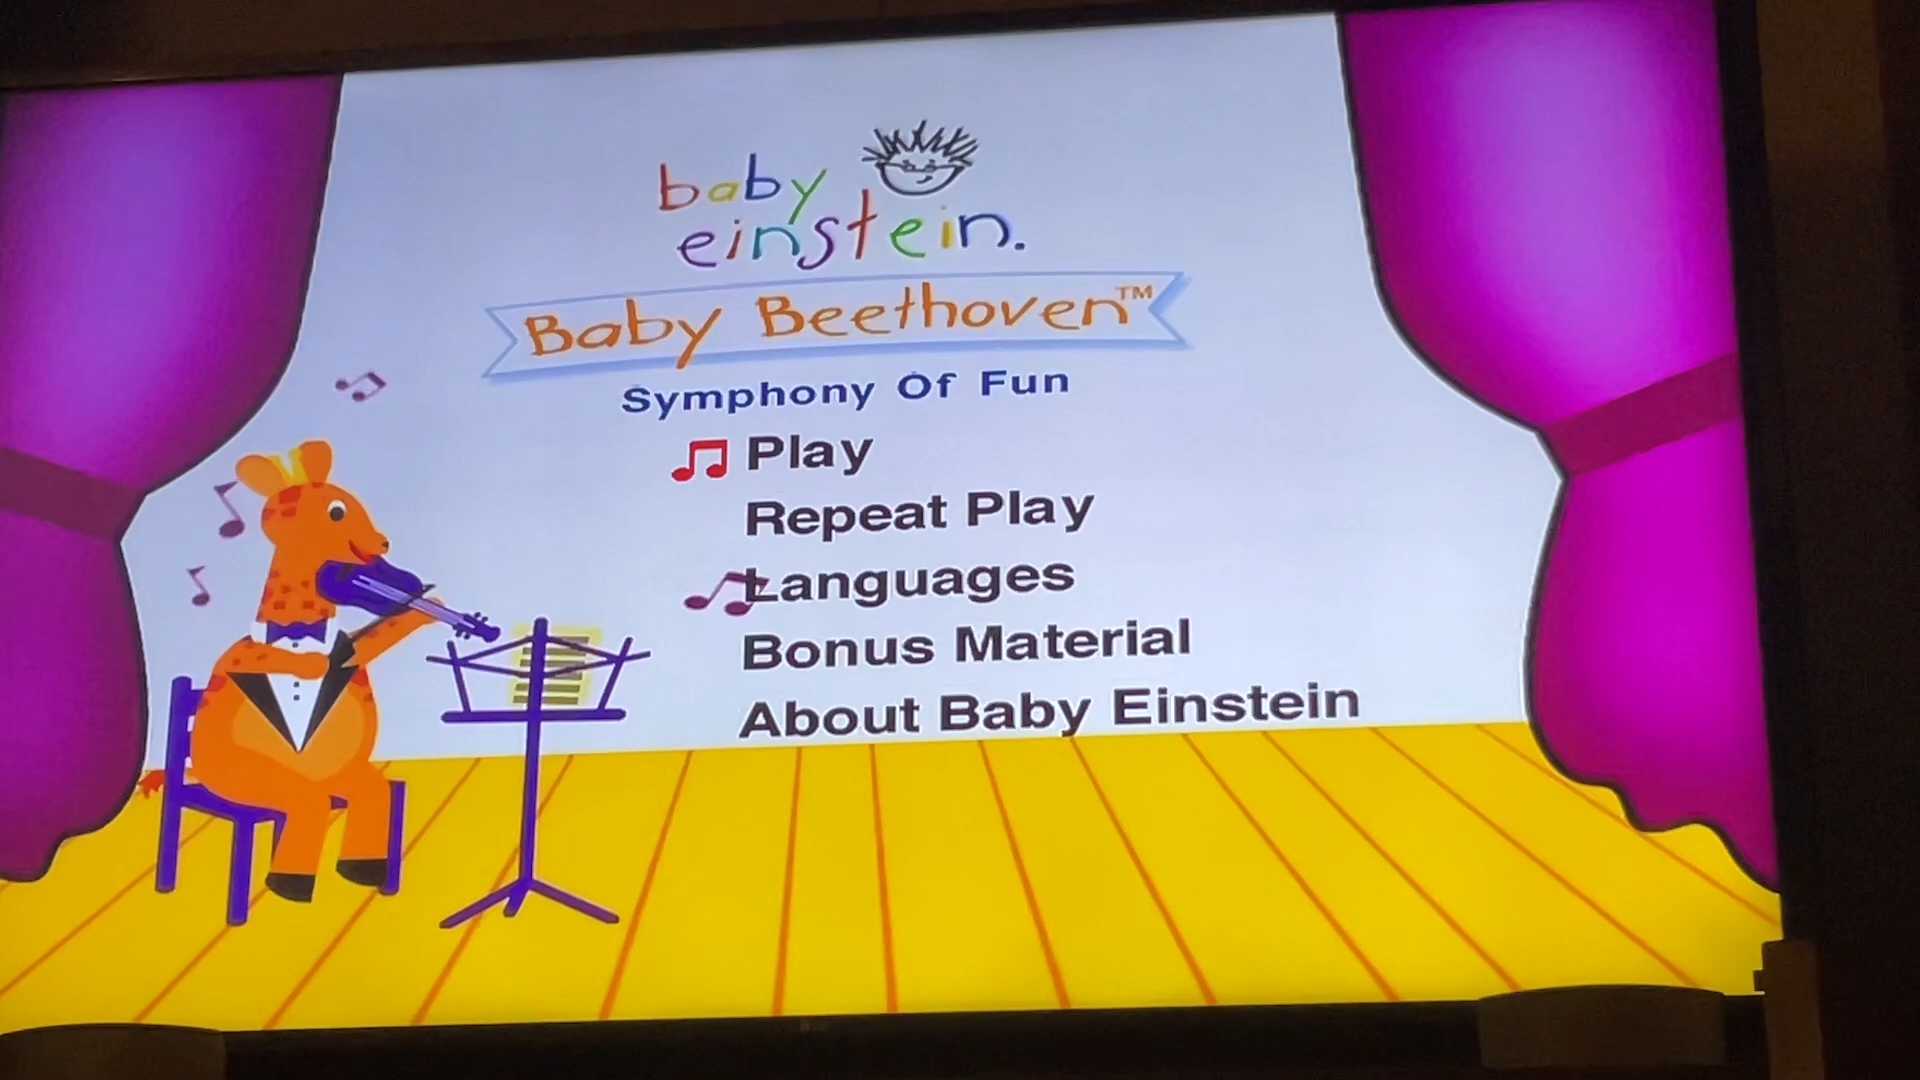 baby
einstein.
Baby Beethoven™
Symphony Of Fun
Play
Repeat Play
Languages
Bonus Material
About Baby Einstein